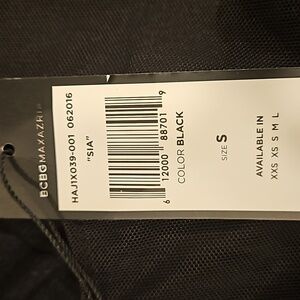 BCBGMAXAZRIA
HAJ1X039-001 062016
"SIA"
6 12000 88701 9
COLOR BLACK
SIZE S
AVAILABLE IN
XXS XS S M L